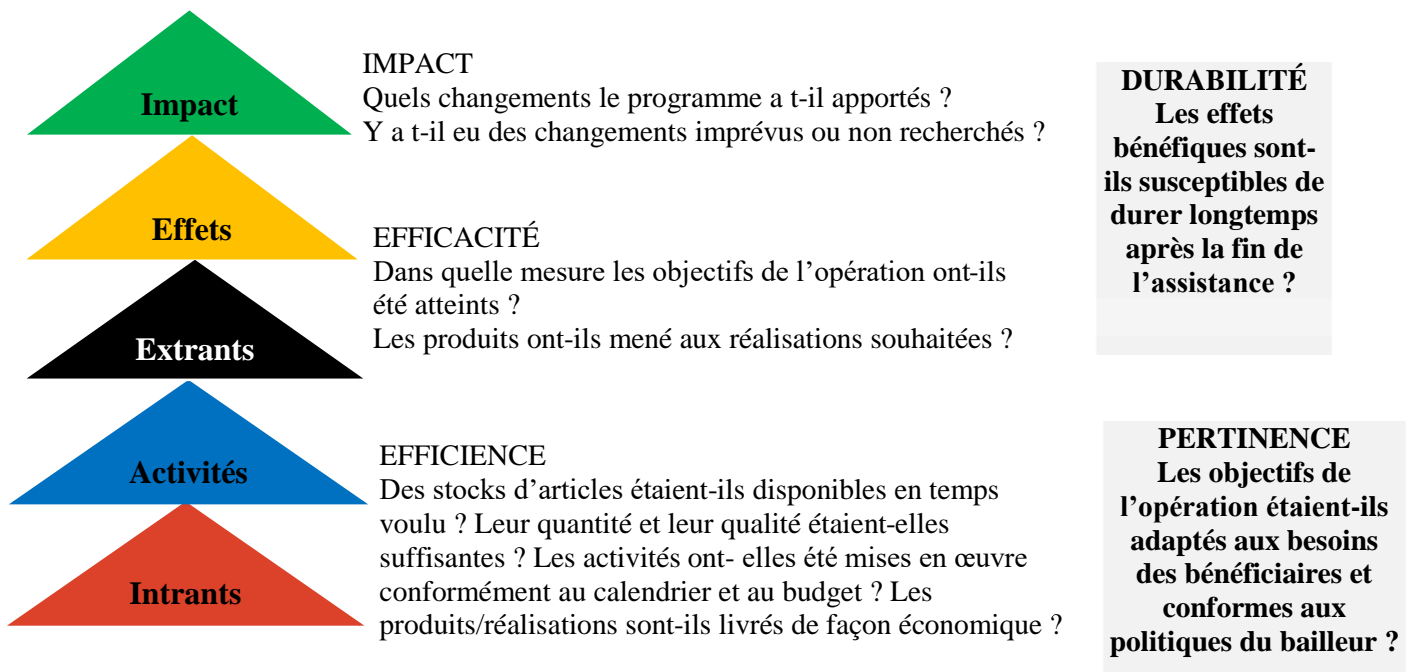 Impact
IMPACT
Quels changements le programme a t-il apportés ?
Y a t-il eu des changements imprévus ou non recherchés ?
DURABILITÉ
Les effets
bénéfiques sont-
ils susceptibles de
durer longtemps
après la fin de
l’assistance ?
Effets
EFFICACITÉ
Dans quelle mesure les objectifs de l’opération ont-ils
été atteints ?
Les produits ont-ils mené aux réalisations souhaitées ?
Extrants
Activités
EFFICIENCE
Des stocks d’articles étaient-ils disponibles en temps
voulu ? Leur quantité et leur qualité étaient-elles
suffisantes ? Les activités ont- elles été mises en œuvre
conformément au calendrier et au budget ? Les
produits/réalisations sont-ils livrés de façon économique ?
Intrants
PERTINENCE
Les objectifs de
l’opération étaient-ils
adaptés aux besoins
des bénéficiaires et
conformes aux
politiques du bailleur ?